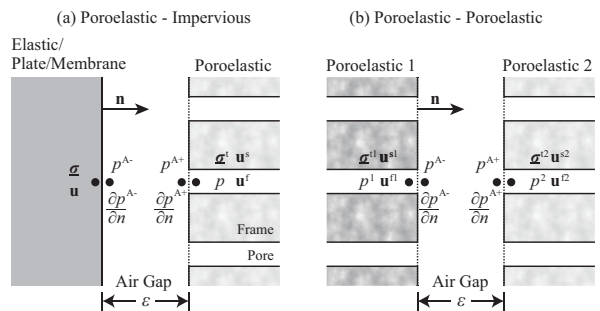 (a) Poroelastic - Impervious
Elastic/
Plate/Membrane
Poroelastic
n
σ
u
p^A-
∂p^A-
∂n
p^A+
∂p^A+
∂n
σ^t u^s
p u^f
Frame
Pore
Air Gap
ε
(b) Poroelastic - Poroelastic
Poroelastic 1
Poroelastic 2
n
σ^t1 u^s1
p^1 u^f1
p^A-
∂p^A-
∂n
p^A+
∂p^A+
∂n
σ^t2 u^s2
p^2 u^f2
Air Gap
ε